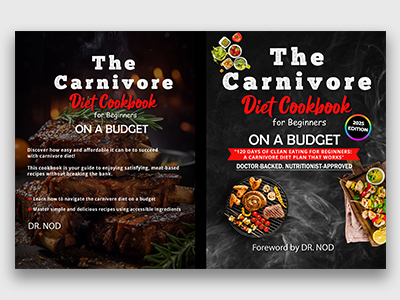 The
Carnivore
Diet Cookbook
for Beginners
ON A BUDGET
Discover how easy and affordable it can be to succeed
with carnivore diet!
This cookbook is your guide to enjoying satisfying, meat-based
recipes without breaking the bank.
Learn how to navigate the carnivore diet on a budget
Master simple and delicious recipes using accessible ingredients
DR. NOD
The
Carnivore
Diet Cookbook
for Beginners
ON A BUDGET
2025
EDITION
"120 DAYS OF CLEAN EATING FOR BEGINNERS:
A CARNIVORE DIET PLAN THAT WORKS".
DOCTOR-BACKED. NUTRITIONIST-APPROVED
Foreword by DR. NOD